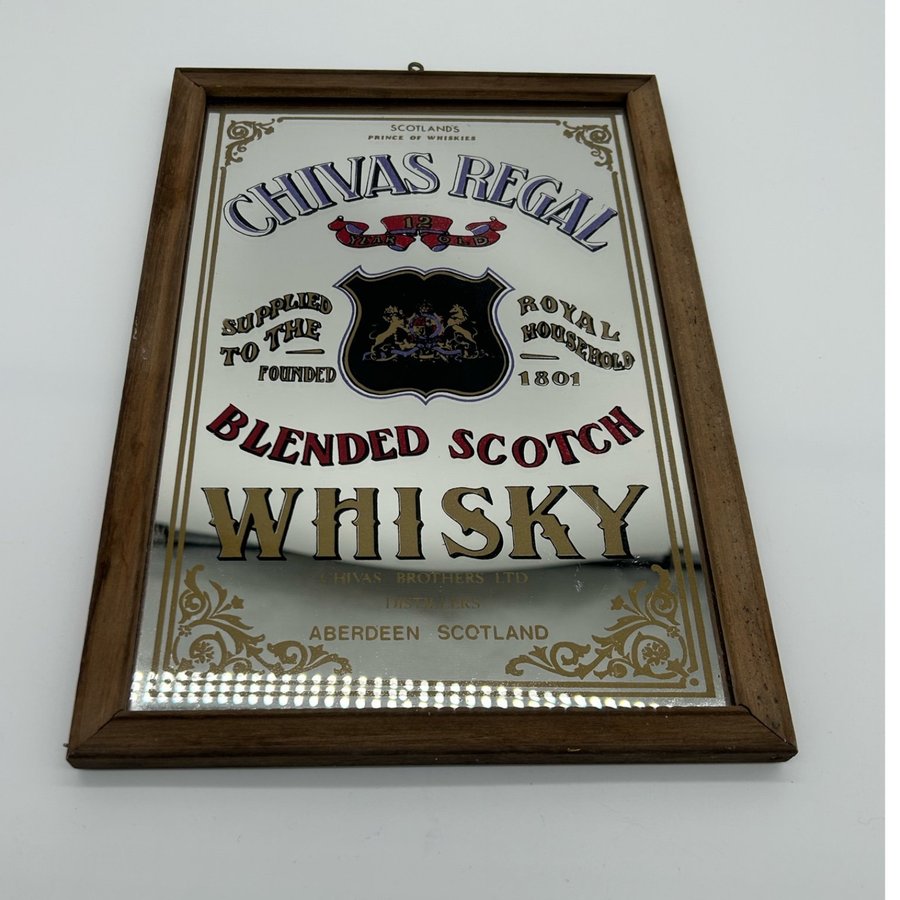 SCOTLAND'S
PRINCE OF WHISKIES
CHIVAS REGAL
12
YEAR OLD
SUPPLIED
TO THE
ROYAL
HOUSEHOLD
FOUNDED 1801
BLENDED SCOTCH
WHISKY
CHIVAS BROTHERS LTD
DISTILLERS
ABERDEEN SCOTLAND